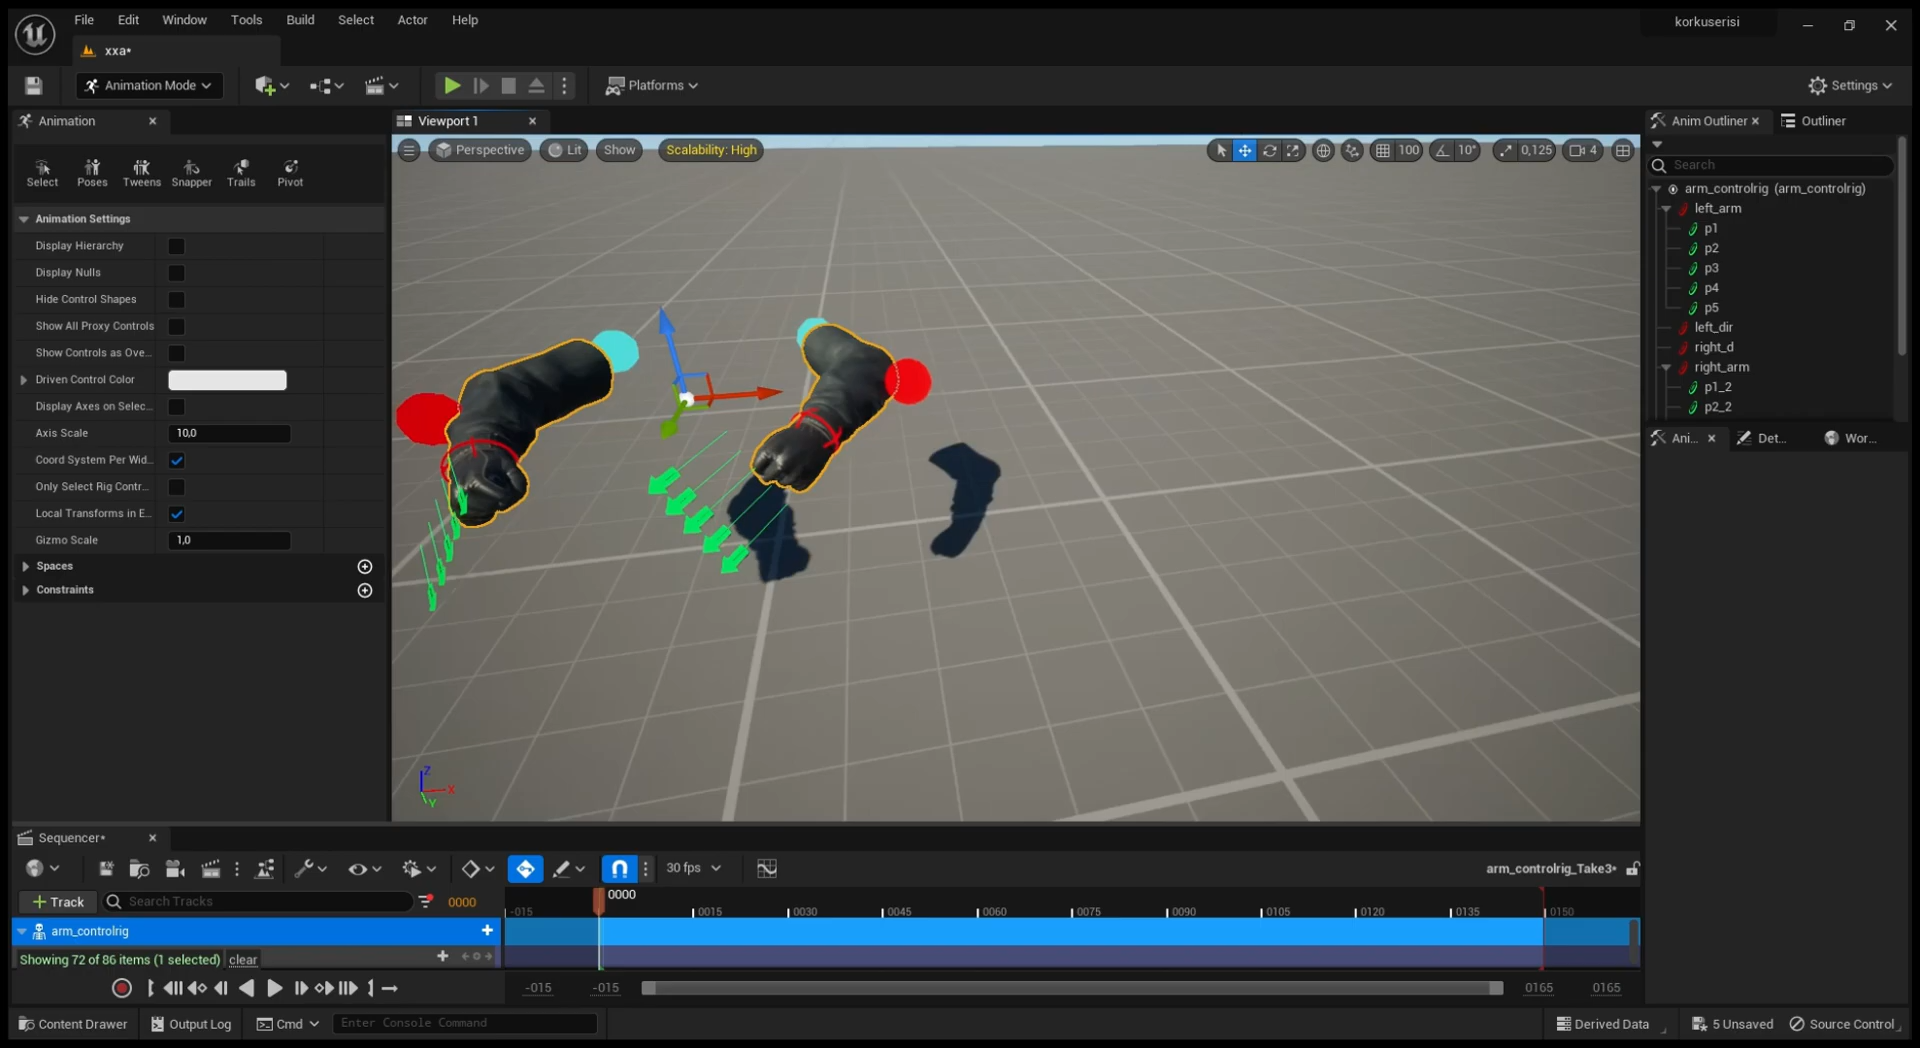 File Edit Window Tools Build Select Actor Help
korkuserisi
xxa*
Animation Mode
Platforms
Settings
Animation
Viewport 1
Anim Outliner
Outliner
Perspective
Lit
Show
Scalability: High
100
10°
0,125
4
Search
Select
Poses
Tweens
Snapper
Trails
Pivot
arm_controlrig (arm_controlrig)
left_arm
p1
p2
p3
p4
p5
left_dir
right_d
right_arm
p1_2
p2_2
Animation Settings
Display Hierarchy
Display Nulls
Hide Control Shapes
Show All Proxy Controls
Show Controls as Ove...
Driven Control Color
Display Axes on Selec...
Axis Scale 10,0
Coord System Per Wid...
Only Select Rig Contr...
Local Transforms in E...
Gizmo Scale 1,0
Spaces
Constraints
Ani...
Det...
Wor...
Z
X
Y
Sequencer*
30 fps
arm_controlrig_Take3*
Track
Search Tracks
0000
0000
-015
0015
0030
0045
0060
0075
0090
0105
0120
0135
0150
arm_controlrig
Showing 72 of 86 items (1 selected) clear
-015
-015
0165
0165
Content Drawer
Output Log
Cmd
Enter Console Command
Derived Data
5 Unsaved
Source Control